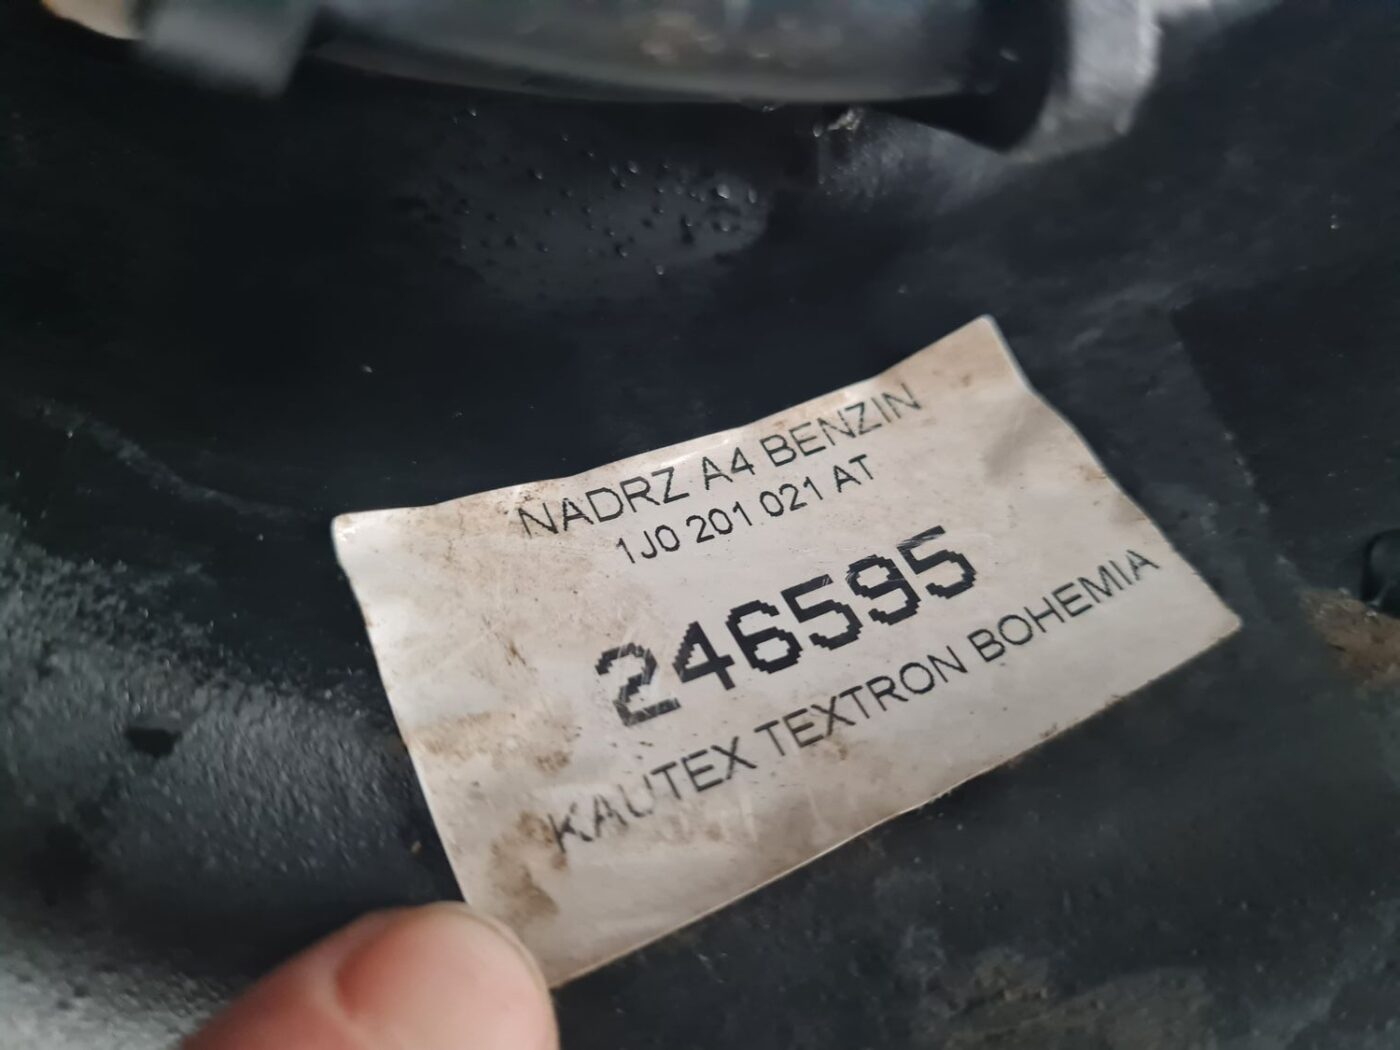 NADRZ A4 BENZIN
1J0 201 021 AT
246595
KAUTEX TEXTRON BOHEMIA